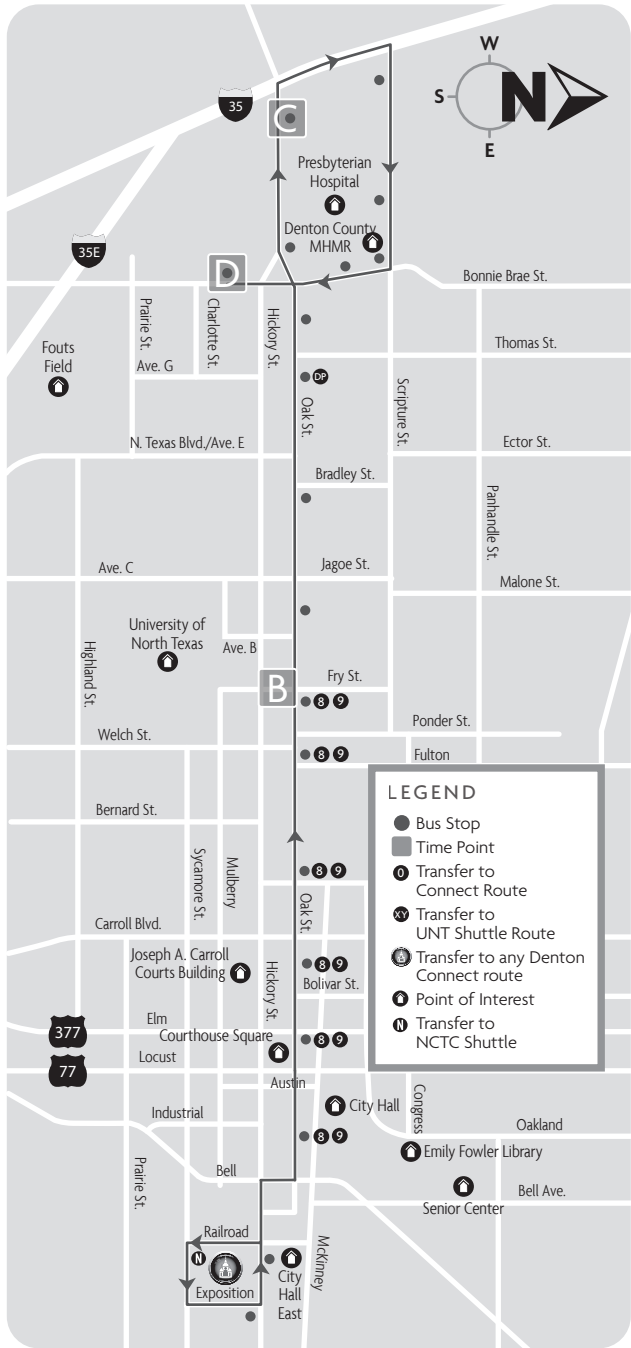 W
S
N
E
35
C
Presbyterian
Hospital
Denton County
MHMR
35E
D
Bonnie Brae St.
Prairie St.
Charlotte St.
Hickory St.
Thomas St.
Fouts
Field
Ave. G
DP
Oak St.
Scripture St.
N. Texas Blvd./Ave. E
Ector St.
Bradley St.
Panhandle St.
Ave. C
Jagoe St.
Malone St.
University of
North Texas
Ave. B
Highland St.
B
Fry St.
8 9
Ponder St.
Welch St.
8 9
Fulton
LEGEND
Bus Stop
Time Point
0 Transfer to
Connect Route
XY Transfer to
UNT Shuttle Route
Transfer to any Denton
Connect route
Point of Interest
N Transfer to
NCTC Shuttle
Bernard St.
Sycamore St.
Mulberry
8 9
Oak St.
Carroll Blvd.
Joseph A. Carroll
Courts Building
Hickory St.
8 9
Bolivar St.
377
Elm
Courthouse Square
8 9
77
Locust
Austin
City Hall
Congress
Industrial
Oakland
8 9
Emily Fowler Library
Prairie St.
Bell
Senior Center
Bell Ave.
Railroad
McKinney
N
Exposition
City
Hall
East